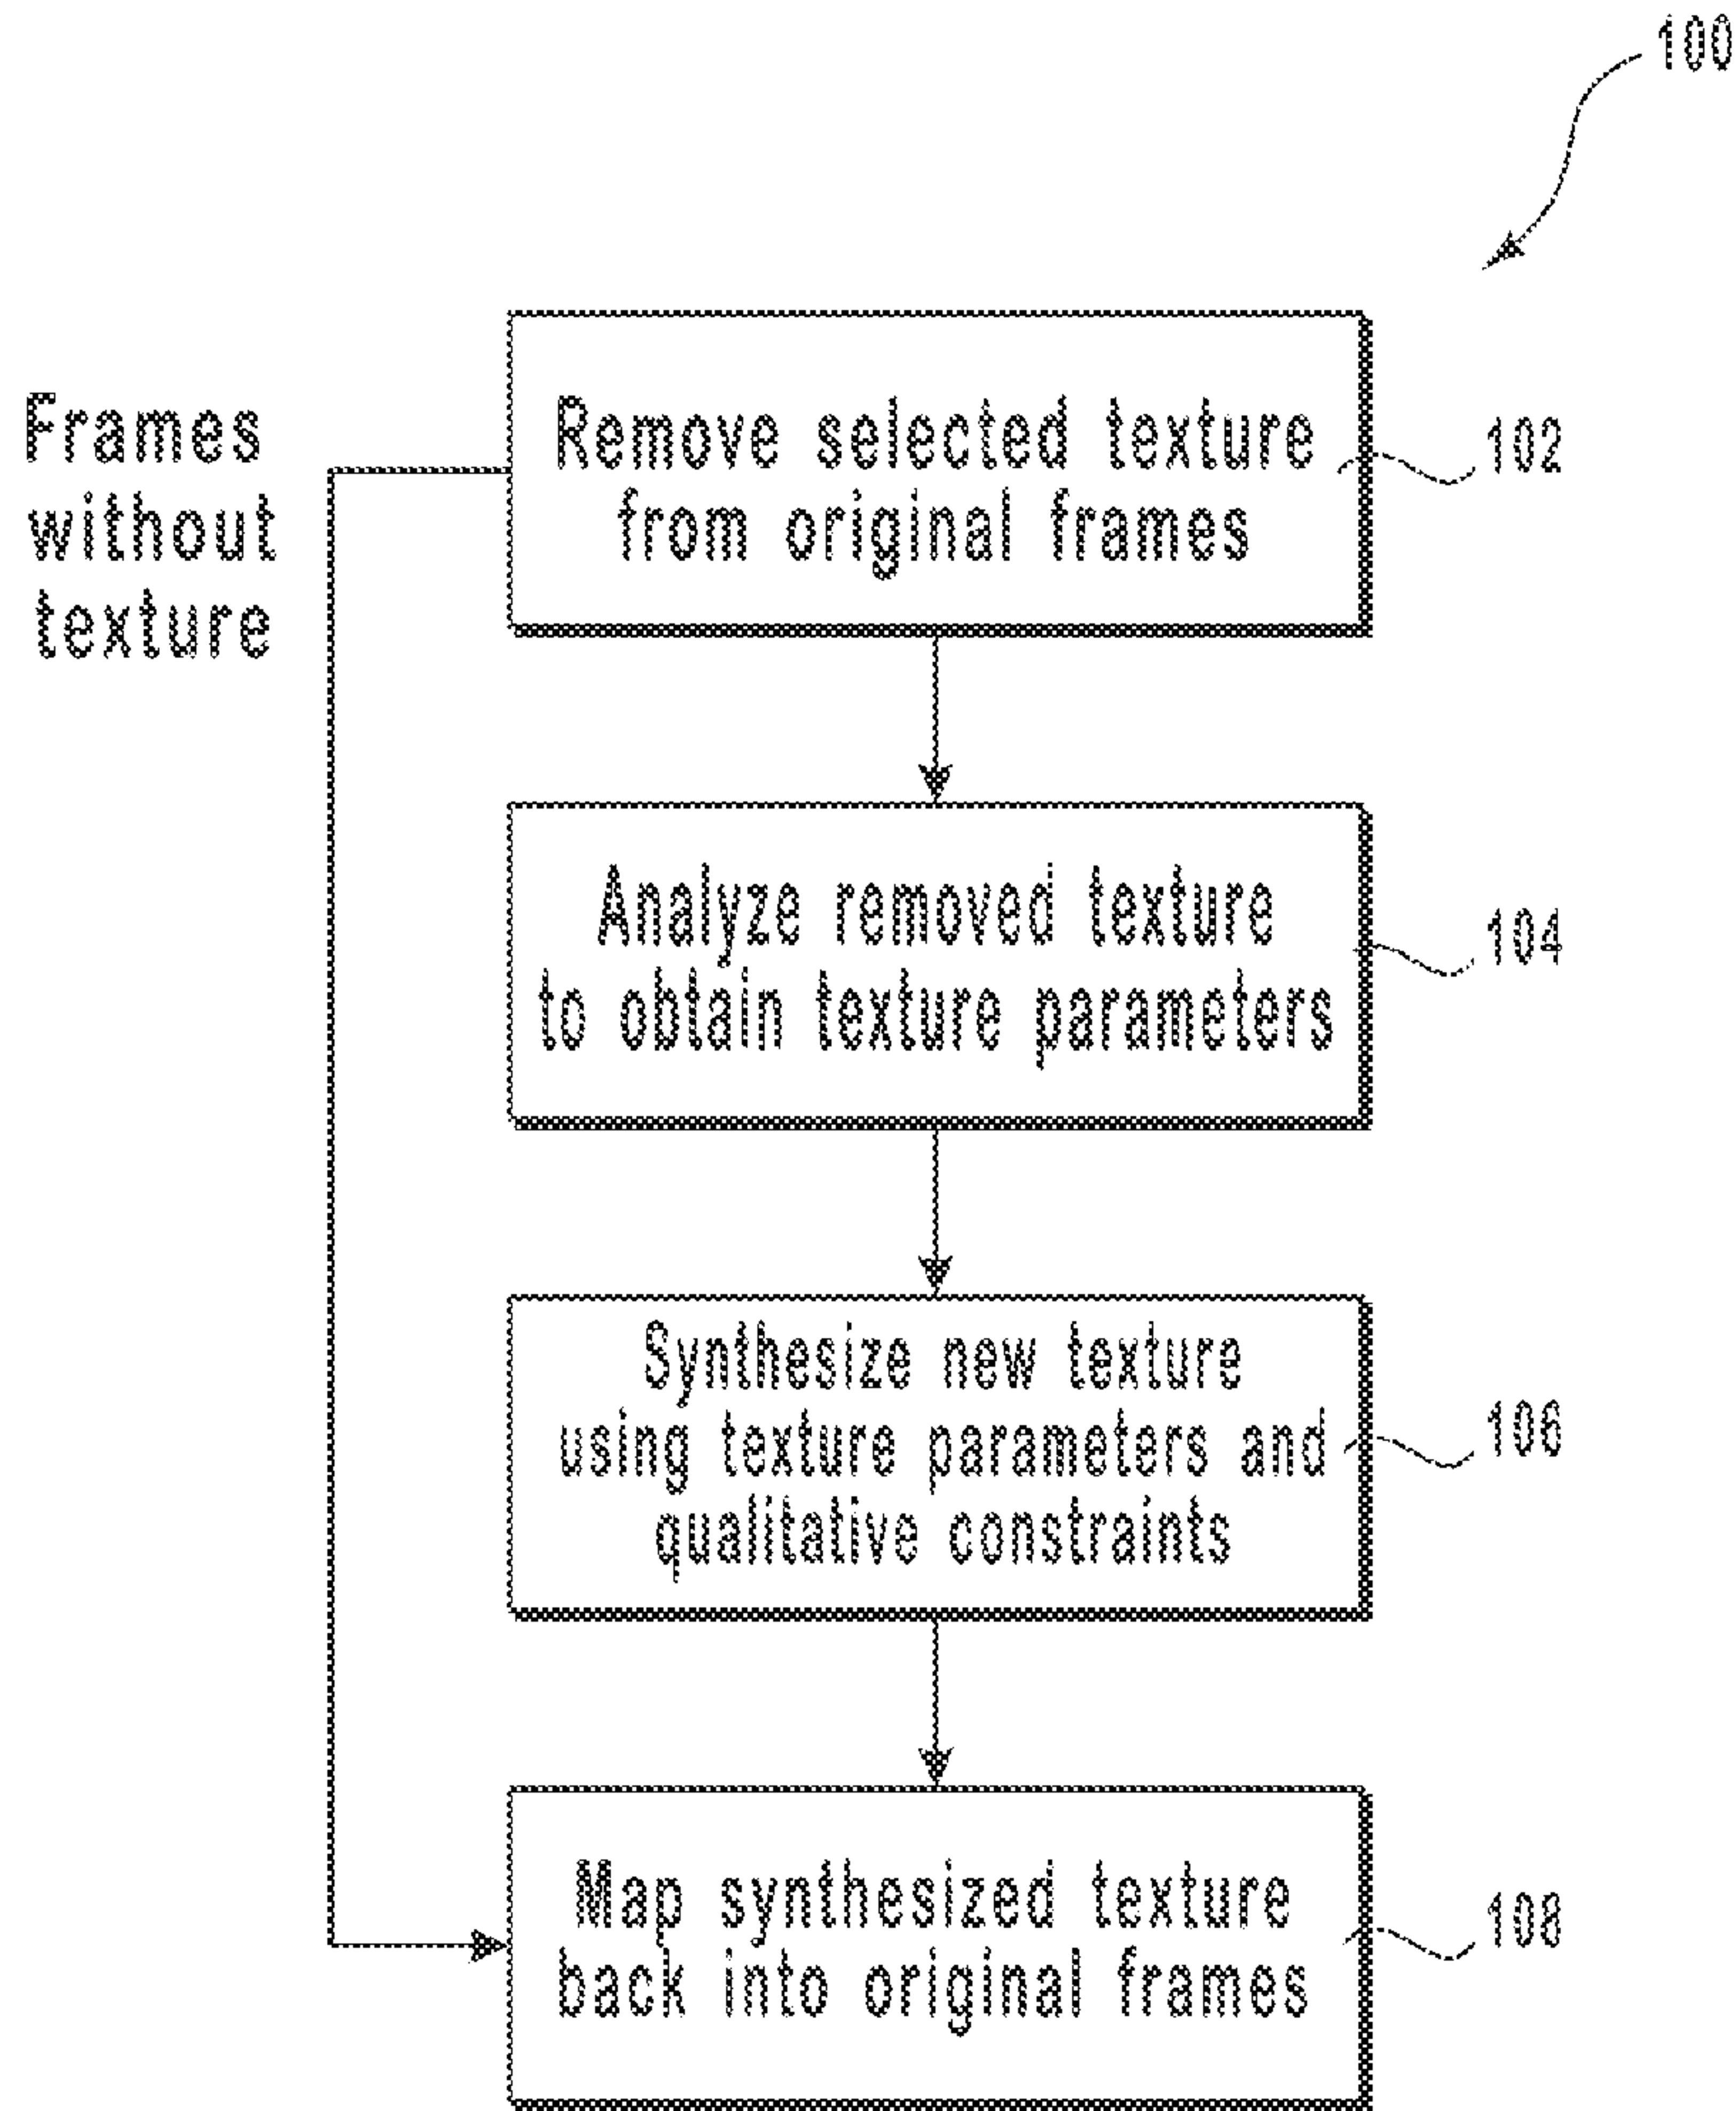 100
Frames
without
texture
Remove selected texture
from original frames
102
Analyze removed texture
to obtain texture parameters
104
Synthesize new texture
using texture parameters and
qualitative constraints
106
Map synthesized texture
back into original frames
108